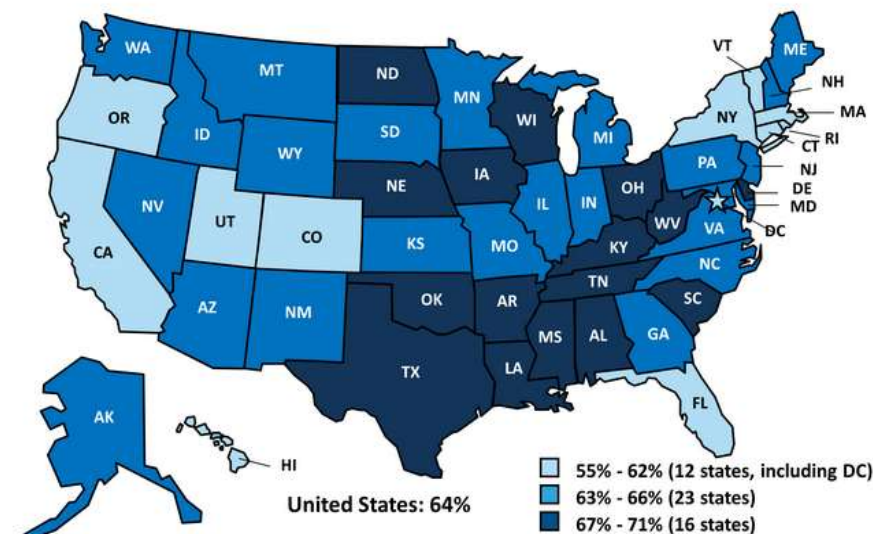 WA
MT
ND
MN
VT
ME
NH
MA
RI
CT
NY
OR
ID
WY
SD
WI
MI
PA
NJ
DE
MD
DC
NE
IA
IL
IN
OH
WV
VA
NV
UT
CO
KS
MO
KY
NC
CA
TN
AZ
NM
OK
AR
SC
MS
AL
GA
TX
LA
FL
AK
HI
United States: 64%
55% - 62% (12 states, including DC)
63% - 66% (23 states)
67% - 71% (16 states)